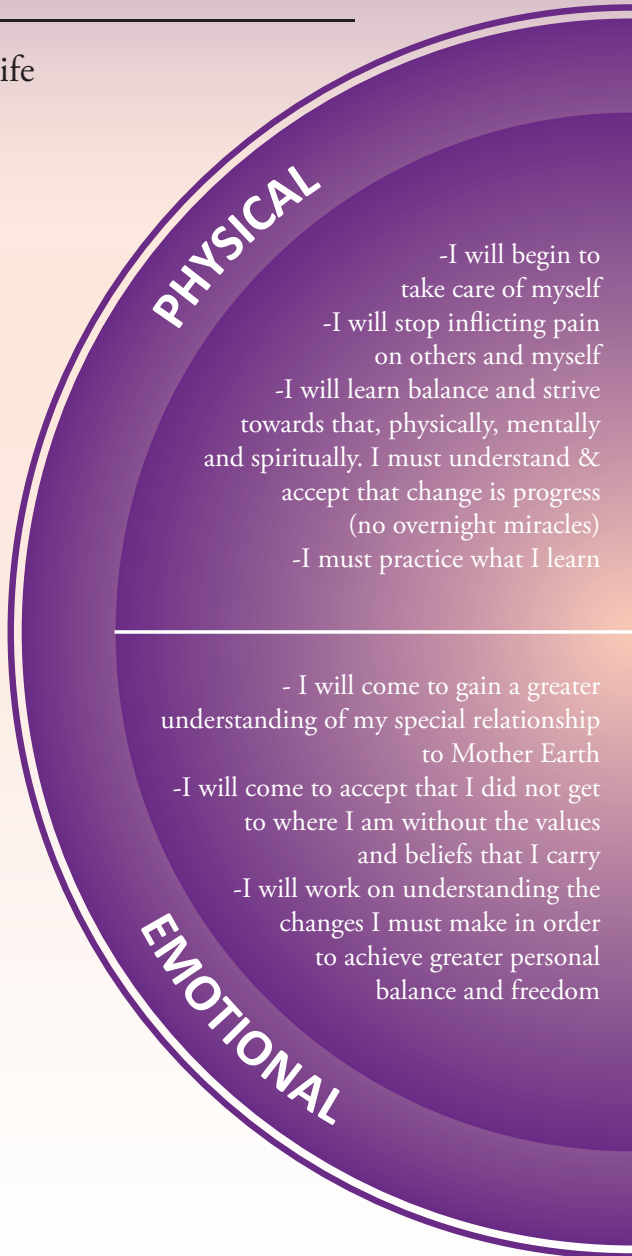 ife
PHYSICAL
-I will begin to
take care of myself
-I will stop inflicting pain
on others and myself
-I will learn balance and strive
towards that, physically, mentally
and spiritually. I must understand &
accept that change is progress
(no overnight miracles)
-I must practice what I learn
- I will come to gain a greater
understanding of my special relationship
to Mother Earth
-I will come to accept that I did not get
to where I am without the values
and beliefs that I carry
-I will work on understanding the
changes I must make in order
to achieve greater personal
balance and freedom
EMOTIONAL